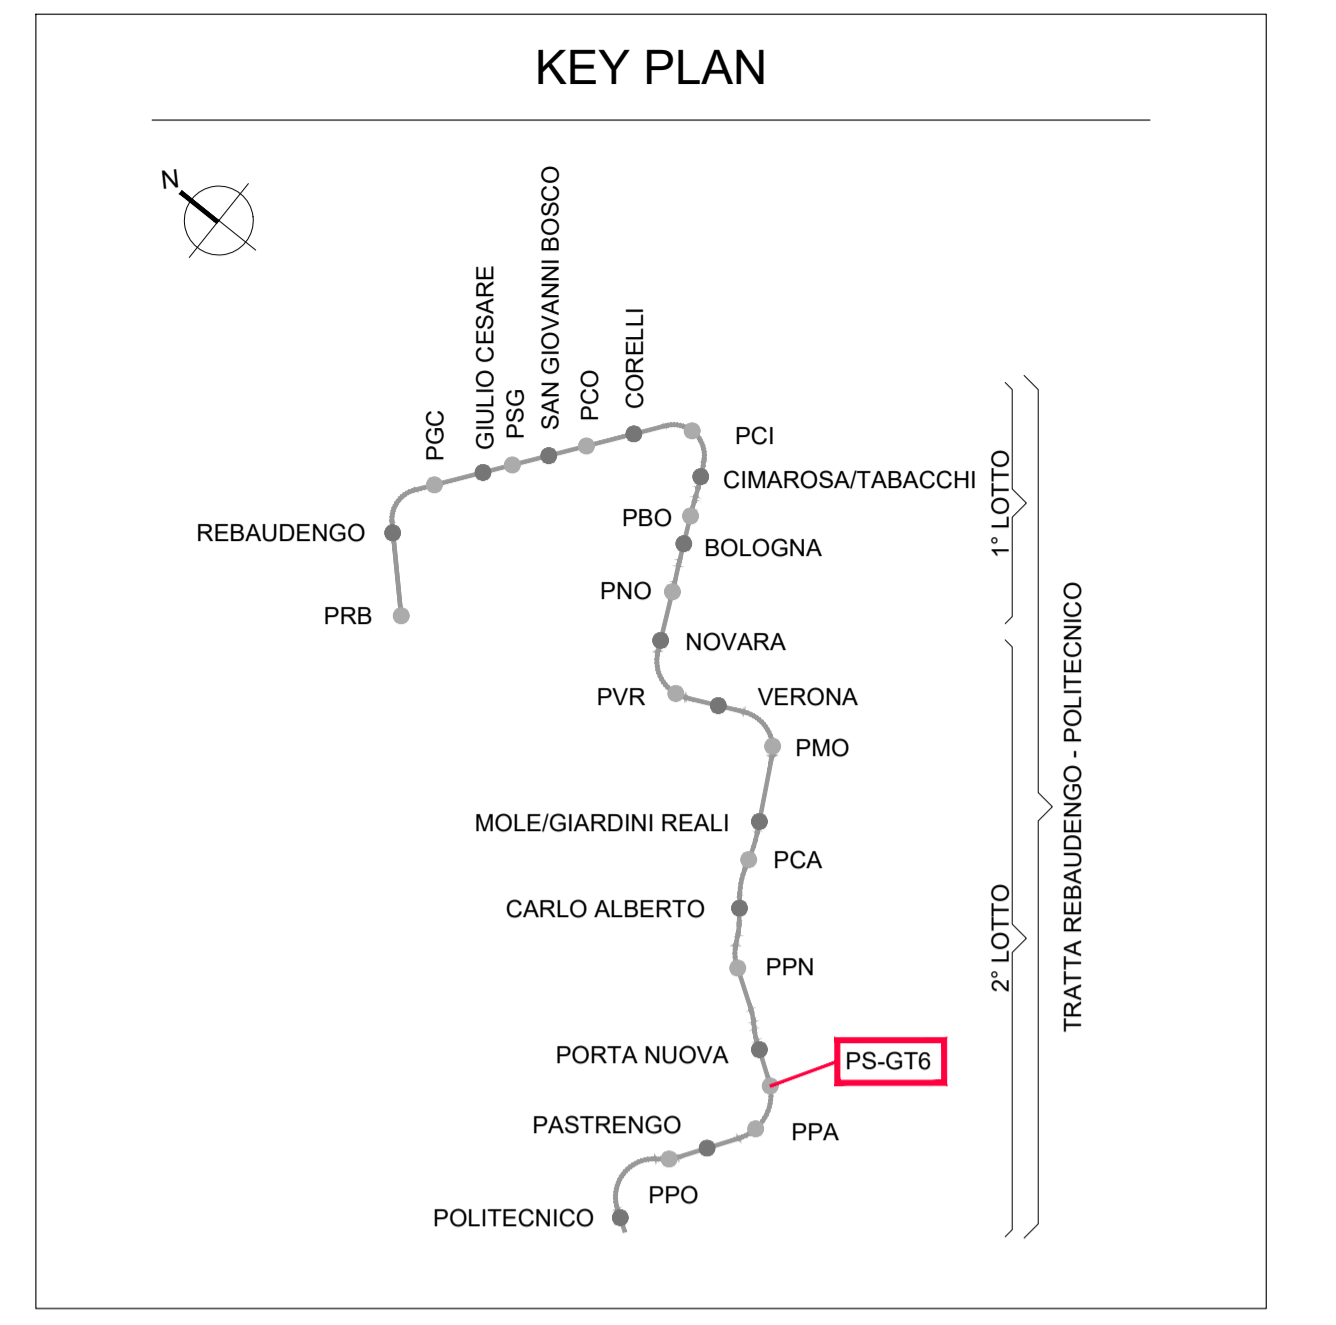 KEY PLAN
N
PGC
GIULIO CESARE
PSG
SAN GIOVANNI BOSCO
PCO
CORELLI
PCI
CIMAROSA/TABACCHI
PBO
REBAUDENGO
BOLOGNA
PNO
PRB
NOVARA
PVR
VERONA
PMO
MOLE/GIARDINI REALI
PCA
CARLO ALBERTO
PPN
PORTA NUOVA
PS-GT6
PASTRENGO
PPA
PPO
POLITECNICO
1° LOTTO
2° LOTTO
TRATTA REBAUDENGO - POLITECNICO